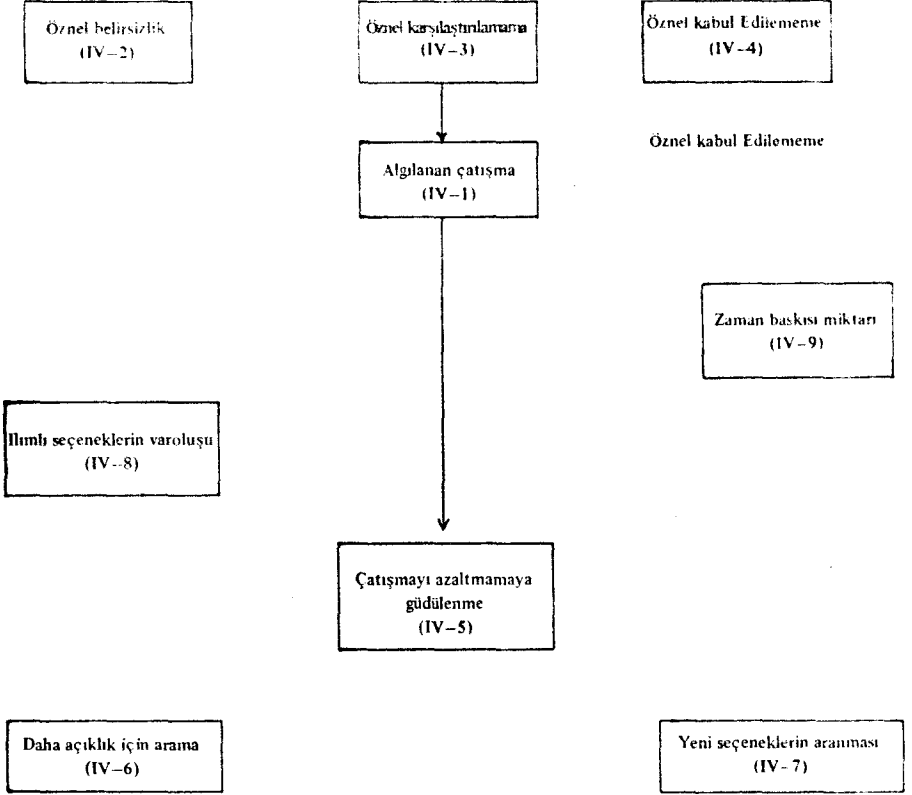 Öznel belirsizlik
(IV–2)
Öznel karşılaştırılamama
(IV–3)
Öznel kabul Edilememe
(IV–4)
Öznel kabul Edilememe
Algılanan çatışma
(IV–1)
Zaman baskısı miktarı
(IV–9)
Ilımlı seçeneklerin varoluşu
(IV–8)
Çatışmayı azaltmamaya
güdülenme
(IV–5)
Daha açıklık için arama
(IV–6)
Yeni seçeneklerin aranması
(IV–7)